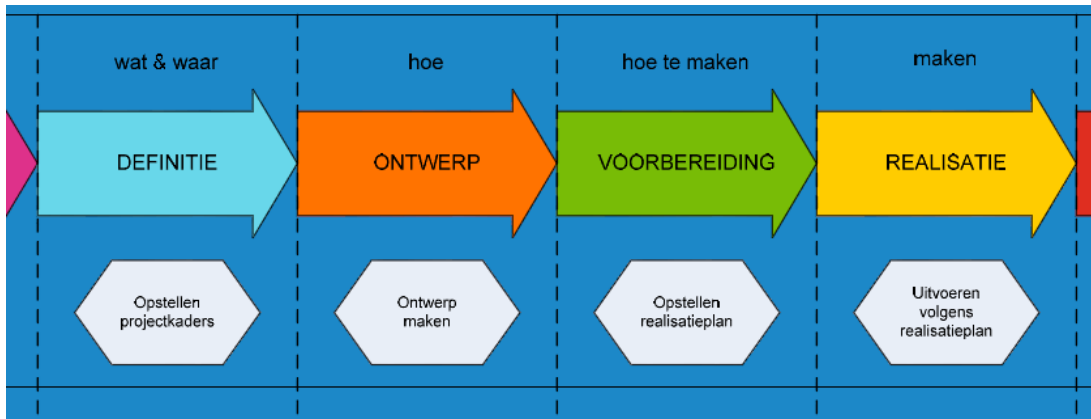 wat & waar
hoe
hoe te maken
maken
DEFINITIE
ONTWERP
VOORBEREIDING
REALISATIE
Opstellen
projectkaders
Ontwerp
maken
Opstellen
realisatieplan
Uitvoeren
volgens
realisatieplan